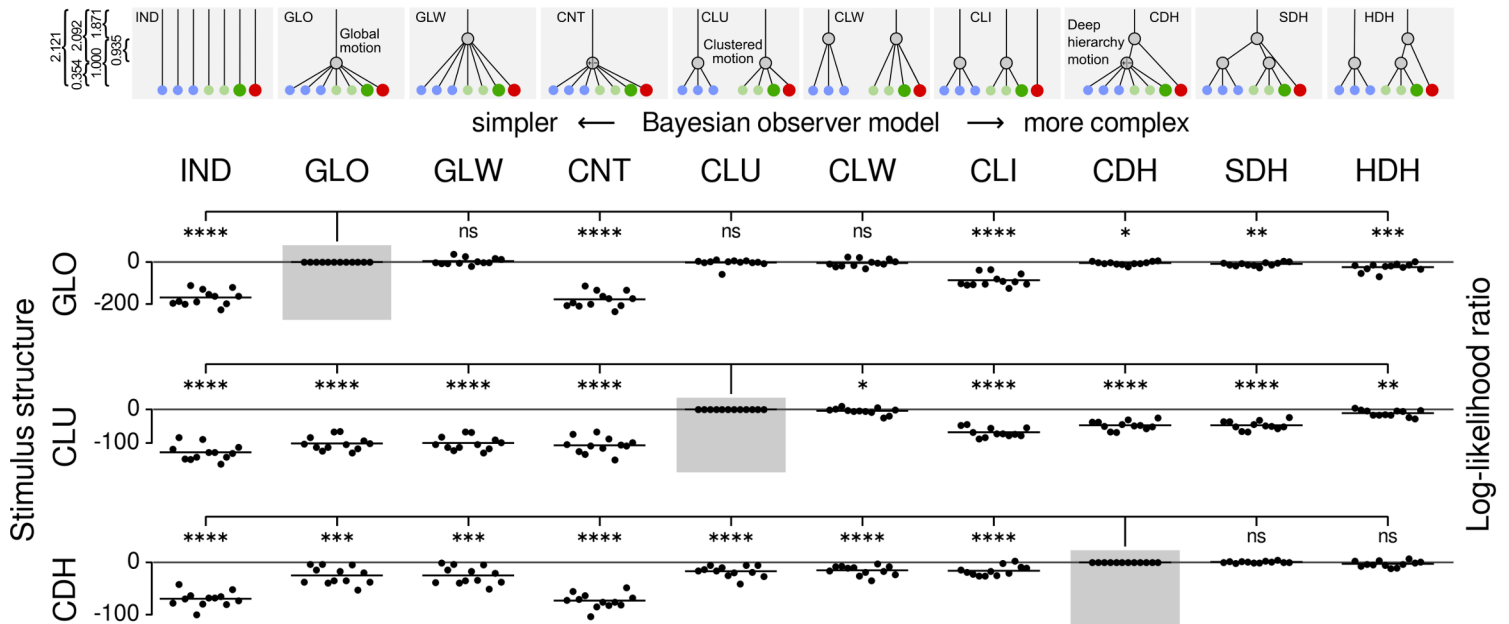 IND GLO GLW CNT CLU CLW CLI CDH SDH HDH
Global motion
Clustered motion
Deep hierarchy motion
2.121
0.354 2.092
1.000 1.871
0.935
simpler ← Bayesian observer model → more complex
IND GLO GLW CNT CLU CLW CLI CDH SDH HDH
Stimulus structure
Log-likelihood ratio
GLO
**** ns **** ns ns **** * ** ***
0
-200
CLU
**** **** **** **** * **** **** **** **
0
-100
CDH
**** *** *** **** **** **** **** ns ns
0
-100